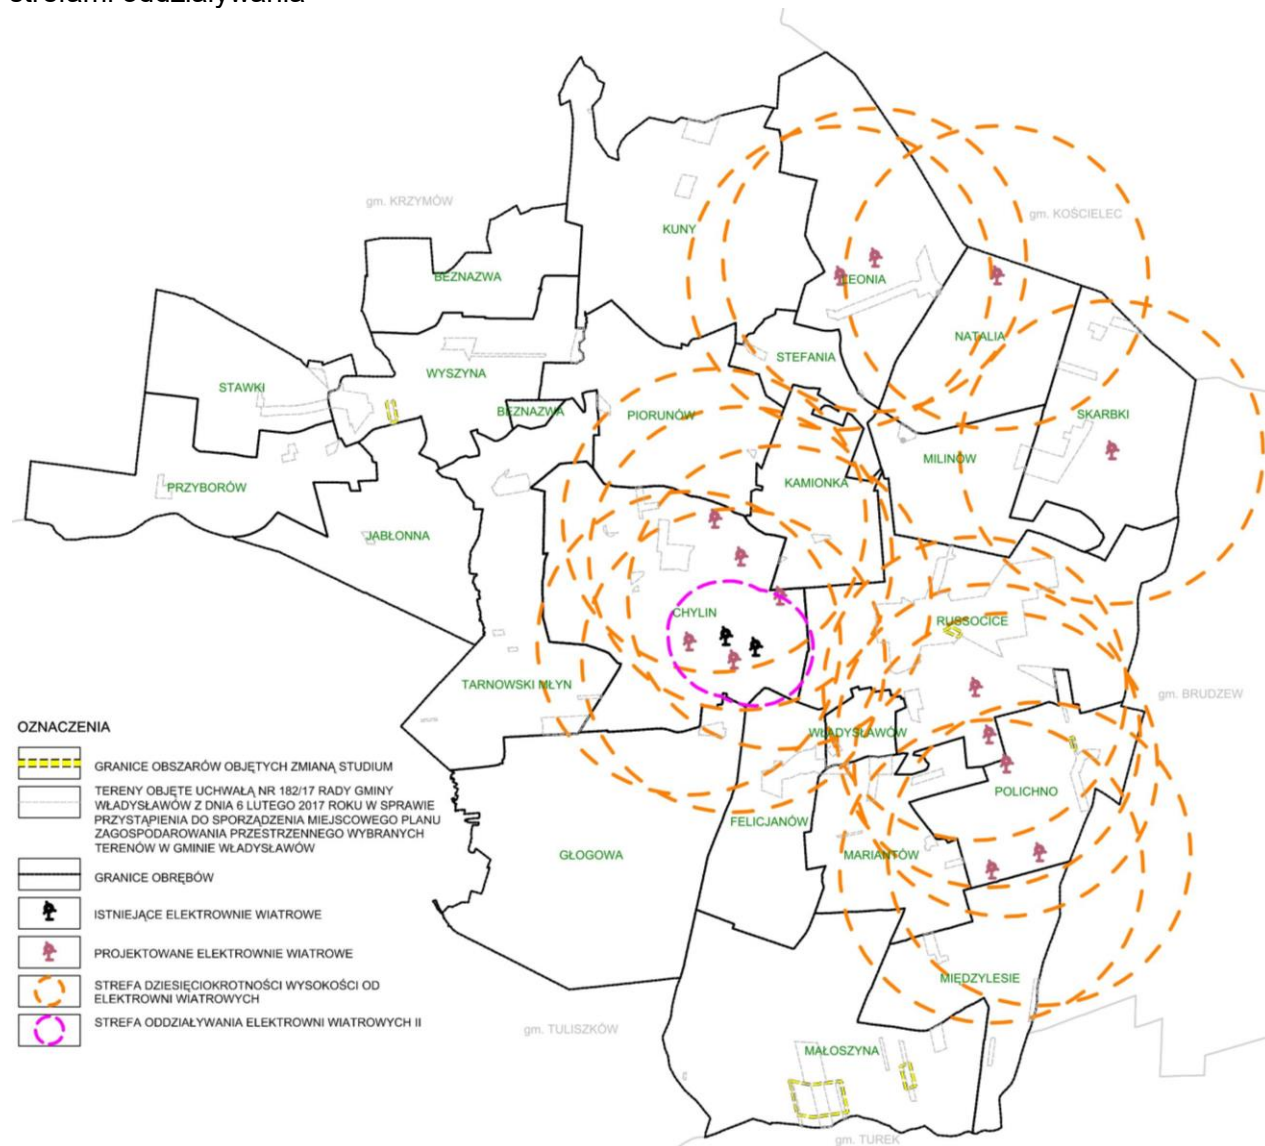 strefami oddziaływania
gm. KRZYMÓW
gm. KOŚCIELEC
KUNY
BEZNAZWA
LEONIA
NATALIA
STEFANIA
WYSZYNA
STAWKI
BEZNAZWA
PIORUNÓW
SKARBKI
MILINÓW
KAMIONKA
PRZYBORÓW
JABŁONNA
CHYLIN
RUSSOCICE
TARNOWSKI MŁYN
gm. BRUDZEW
WŁADYSŁAWÓW
POLICHNO
FELICJANÓW
GŁOGOWA
MARIANTÓW
MIĘDZYLESIE
gm. TULISZKÓW
MAŁOSZYNA
gm. TUREK
OZNACZENIA
GRANICE OBSZARÓW OBJĘTYCH ZMIANĄ STUDIUM
TERENY OBJĘTE UCHWAŁĄ NR 182/17 RADY GMINY
WŁADYSŁAWÓW Z DNIA 6 LUTEGO 2017 ROKU W SPRAWIE
PRZYSTĄPIENIA DO SPORZĄDZENIA MIEJSCOWEGO PLANU
ZAGOSPODAROWANIA PRZESTRZENNEGO WYBRANYCH
TERENÓW W GMINIE WŁADYSŁAWÓW
GRANICE OBRĘBÓW
ISTNIEJĄCE ELEKTROWNIE WIATROWE
PROJEKTOWANE ELEKTROWNIE WIATROWE
STREFA DZIESIĘCIOKROTNOŚCI WYSOKOŚCI OD
ELEKTROWNI WIATROWYCH
STREFA ODDZIAŁYWANIA ELEKTROWNI WIATROWYCH II